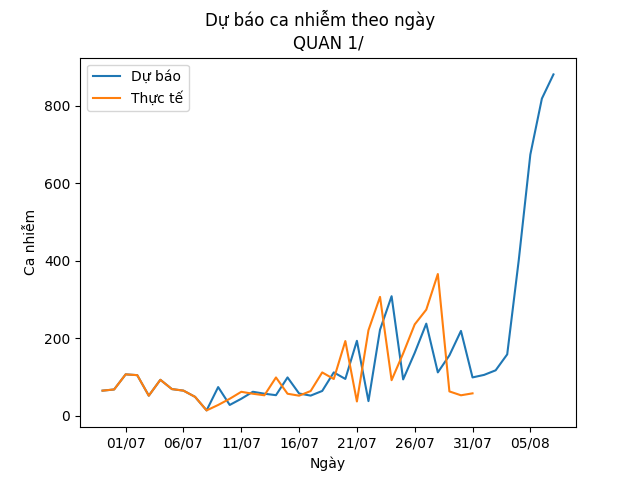 Dự báo ca nhiễm theo ngày
QUAN 1/
Dự báo
Thực tế
Ca nhiễm
800
600
400
200
0
01/07 06/07 11/07 16/07 21/07 26/07 31/07 05/08
Ngày